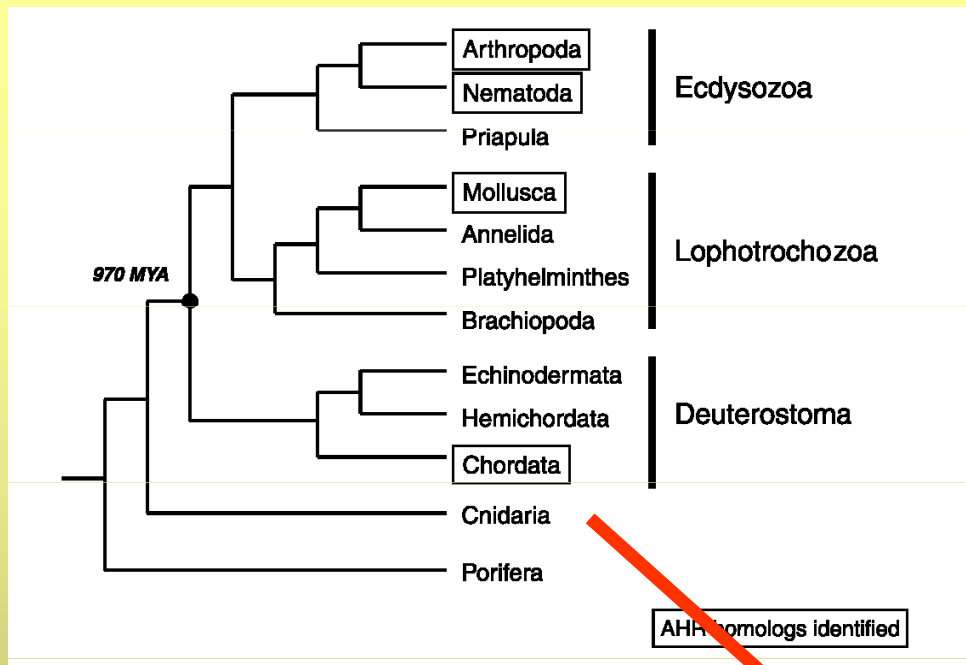 Arthropoda
Nematoda
Priapula
Ecdysozoa
Mollusca
Annelida
Platyhelminthes
Brachiopoda
Lophotrochozoa
970 MYA
Echinodermata
Hemichordata
Chordata
Deuterostoma
Cnidaria
Porifera
AHR homologs identified